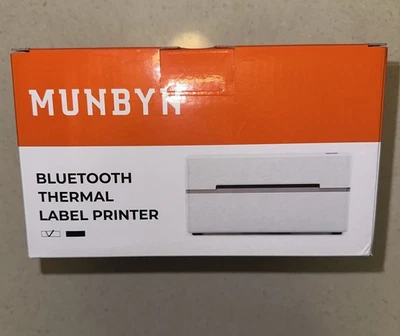 MUNBYN
BLUETOOTH
THERMAL
LABEL PRINTER